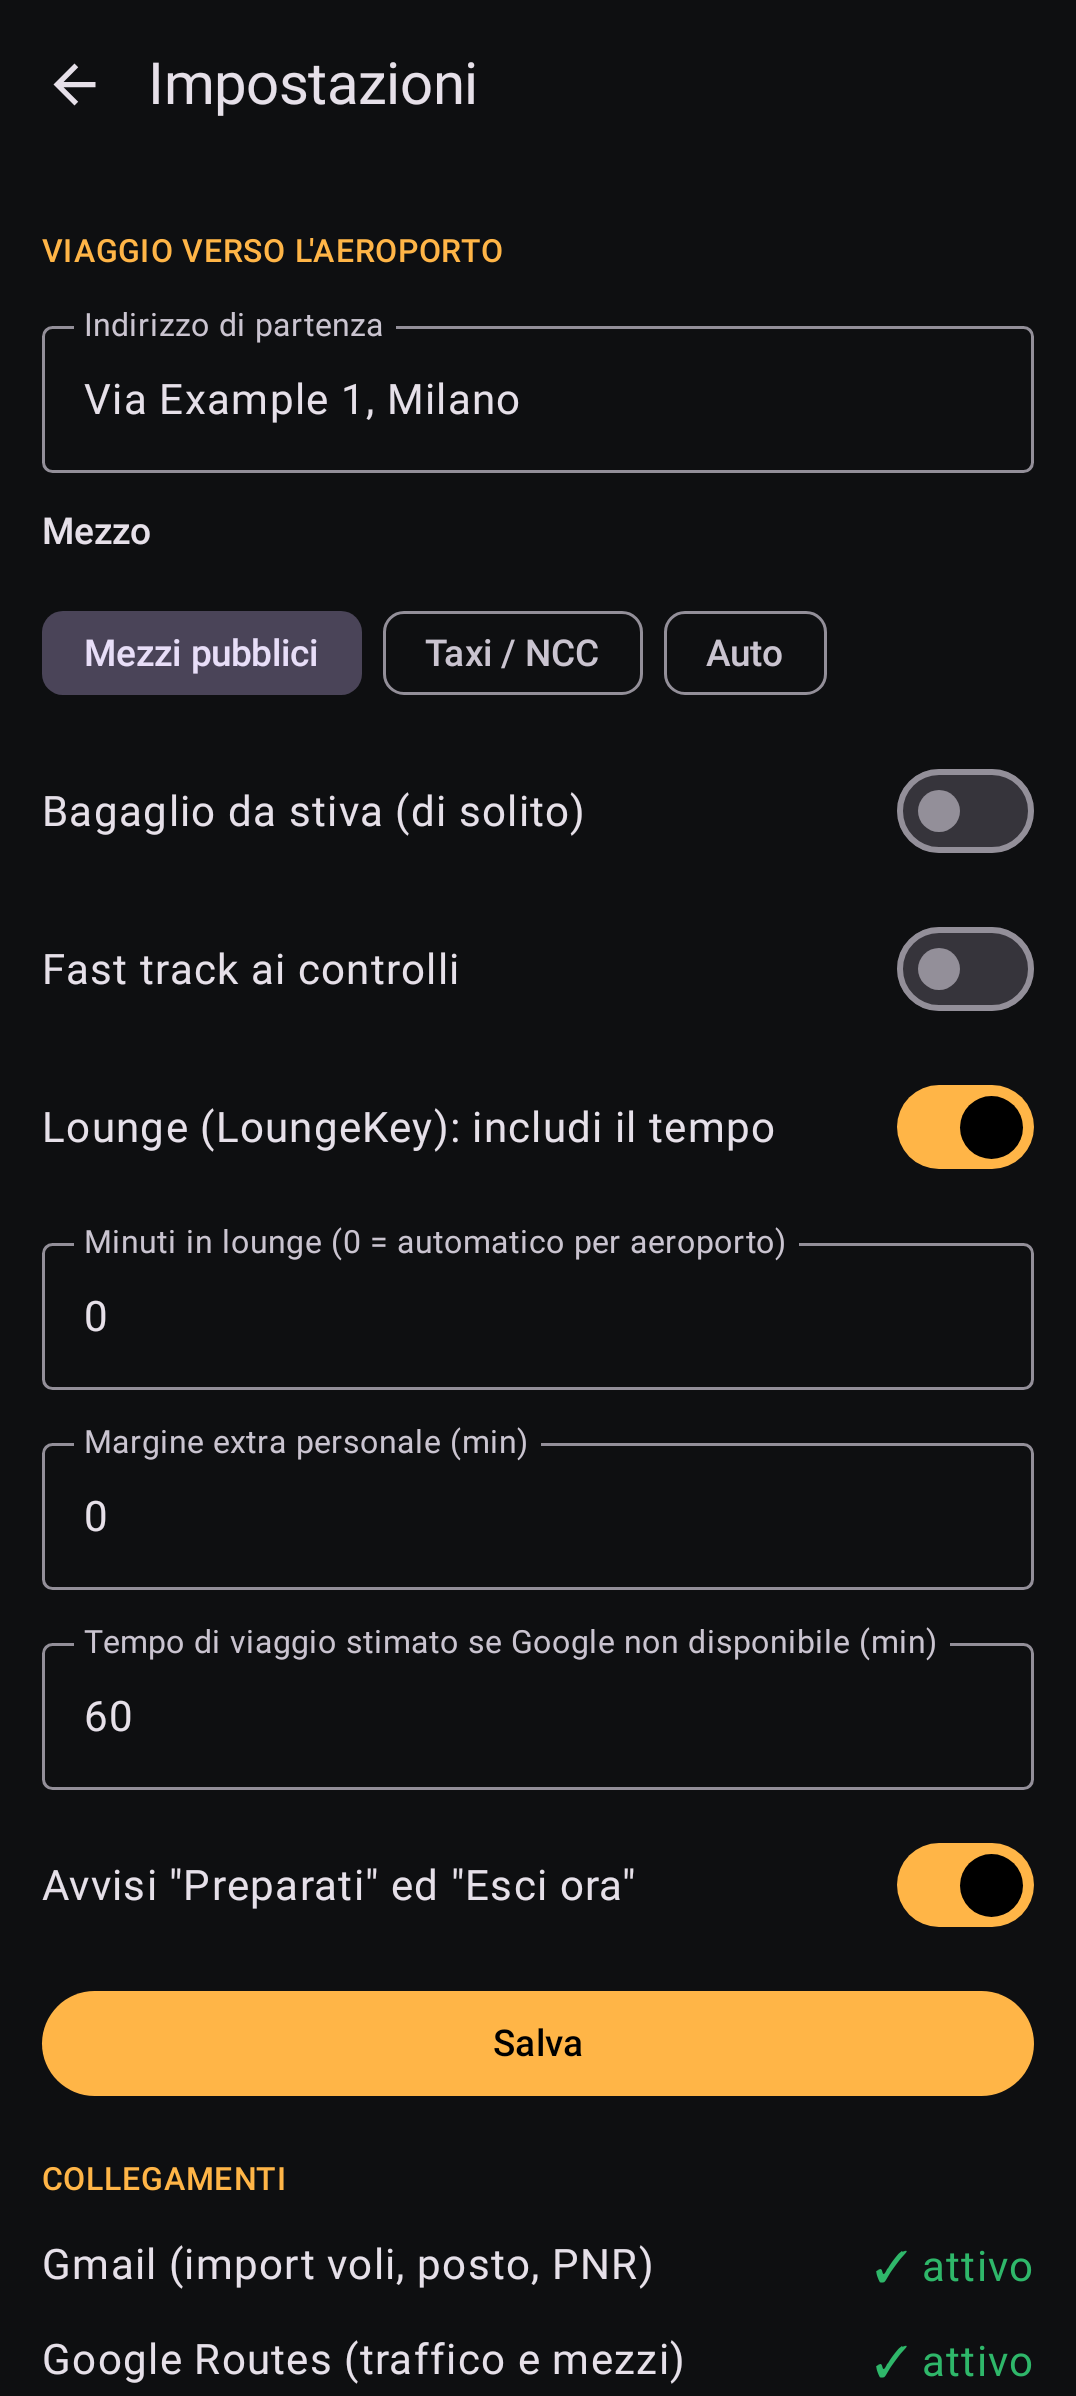 Impostazioni
VIAGGIO VERSO L'AEROPORTO
Indirizzo di partenza
Via Example 1, Milano
Mezzo
Mezzi pubblici
Taxi / NCC
Auto
Bagaglio da stiva (di solito)
Fast track ai controlli
Lounge (LoungeKey): includi il tempo
Minuti in lounge (0 = automatico per aeroporto)
0
Margine extra personale (min)
0
Tempo di viaggio stimato se Google non disponibile (min)
60
Avvisi "Preparati" ed "Esci ora"
Salva
COLLEGAMENTI
Gmail (import voli, posto, PNR)
✓ attivo
Google Routes (traffico e mezzi)
✓ attivo